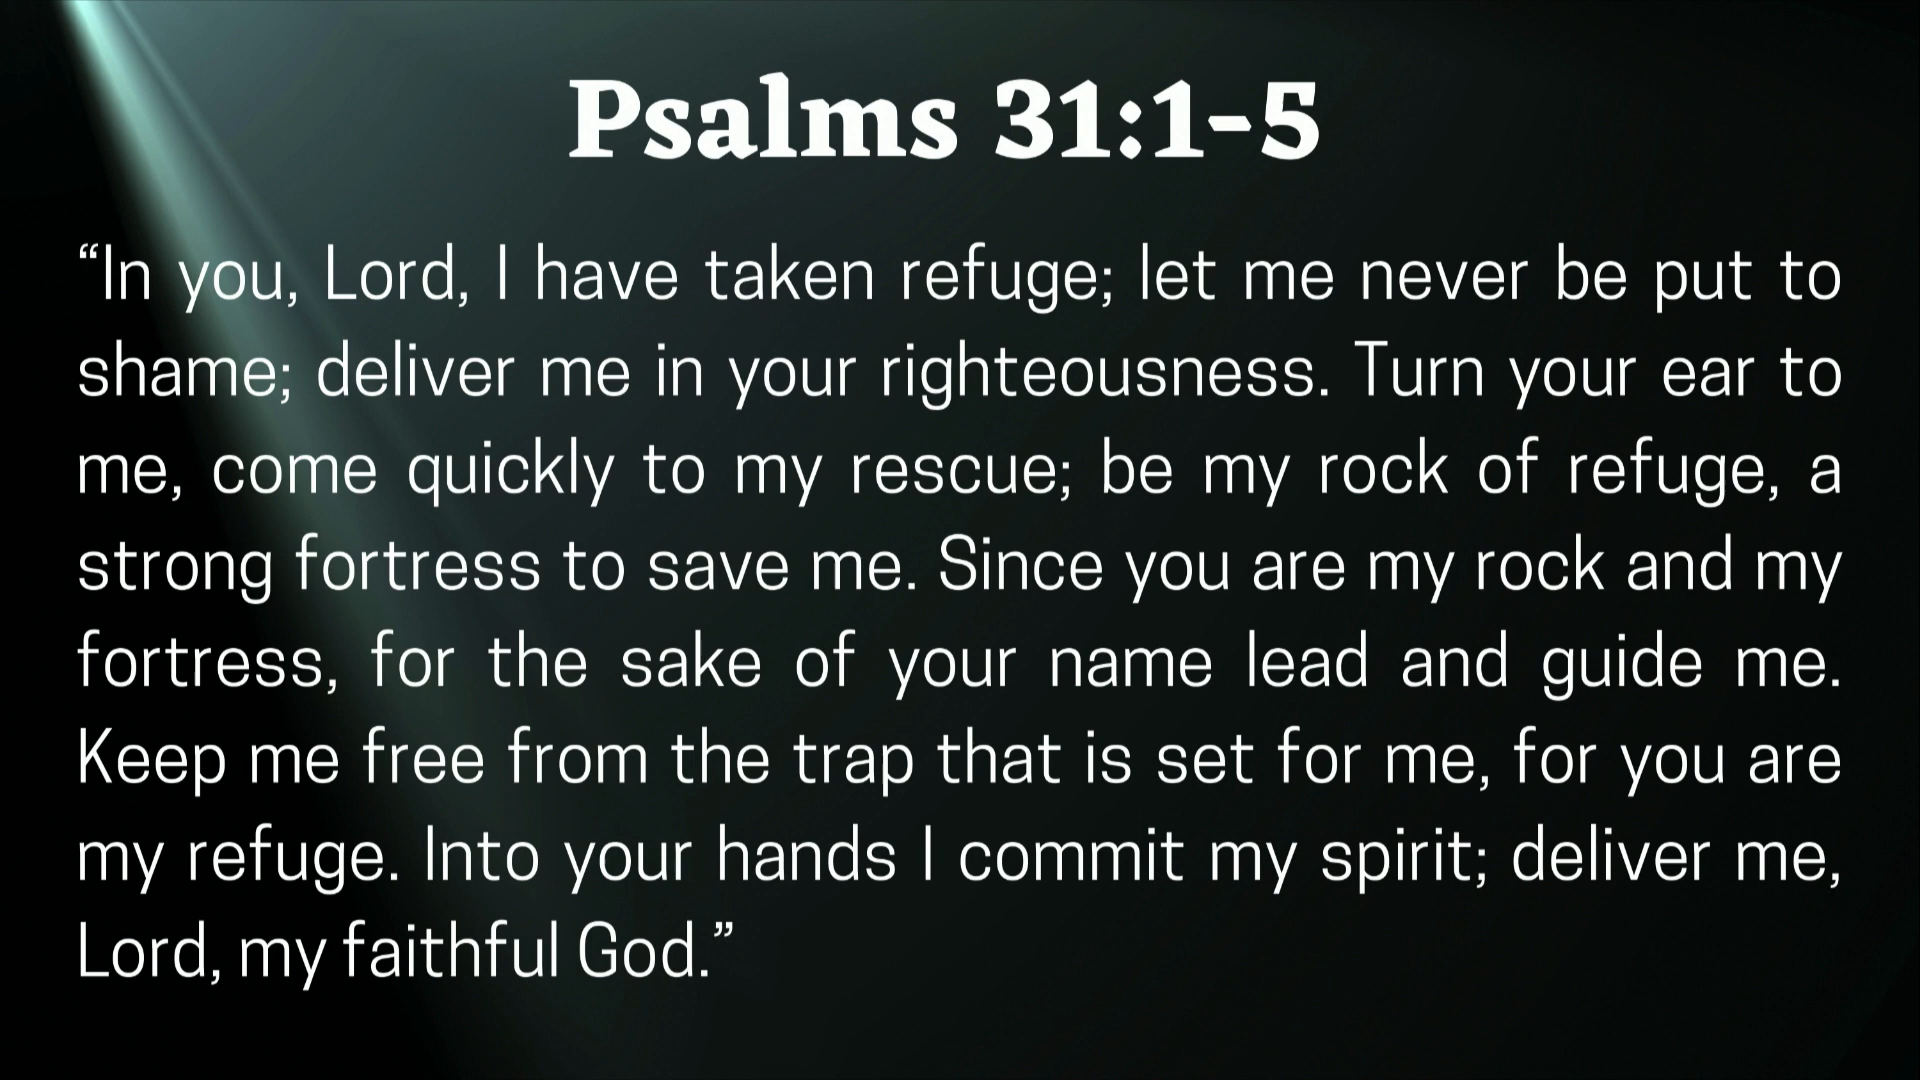 Psalms 31:1-5
“In you, Lord, I have taken refuge; let me never be put to
shame; deliver me in your righteousness. Turn your ear to
me, come quickly to my rescue; be my rock of refuge, a
strong fortress to save me. Since you are my rock and my
fortress, for the sake of your name lead and guide me.
Keep me free from the trap that is set for me, for you are
my refuge. Into your hands I commit my spirit; deliver me,
Lord, my faithful God.”